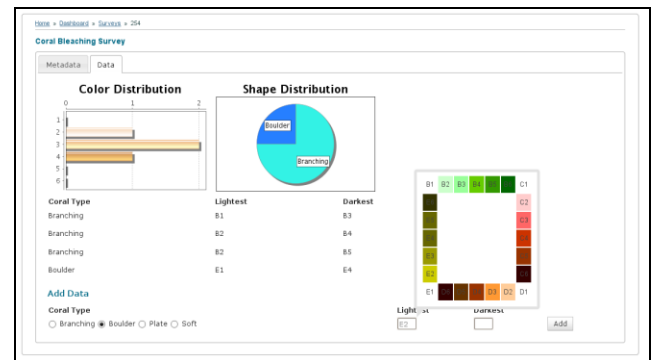 Home » Dashboard » Surveys » 254
Coral Bleaching Survey
Metadata Data
Color Distribution
0 1 2
1
2
3
4
5
6
Shape Distribution
Boulder
Branching
Coral Type Lightest Darkest
Branching B1 B3
Branching B2 B4
Branching B2 B5
Boulder E1 E4
B1 B2 B3 B4 C1
C2
C3
E3
E2
E1 D3 D2 D1
Add Data
Coral Type Darkest
Branching Boulder Plate Soft E2 Add